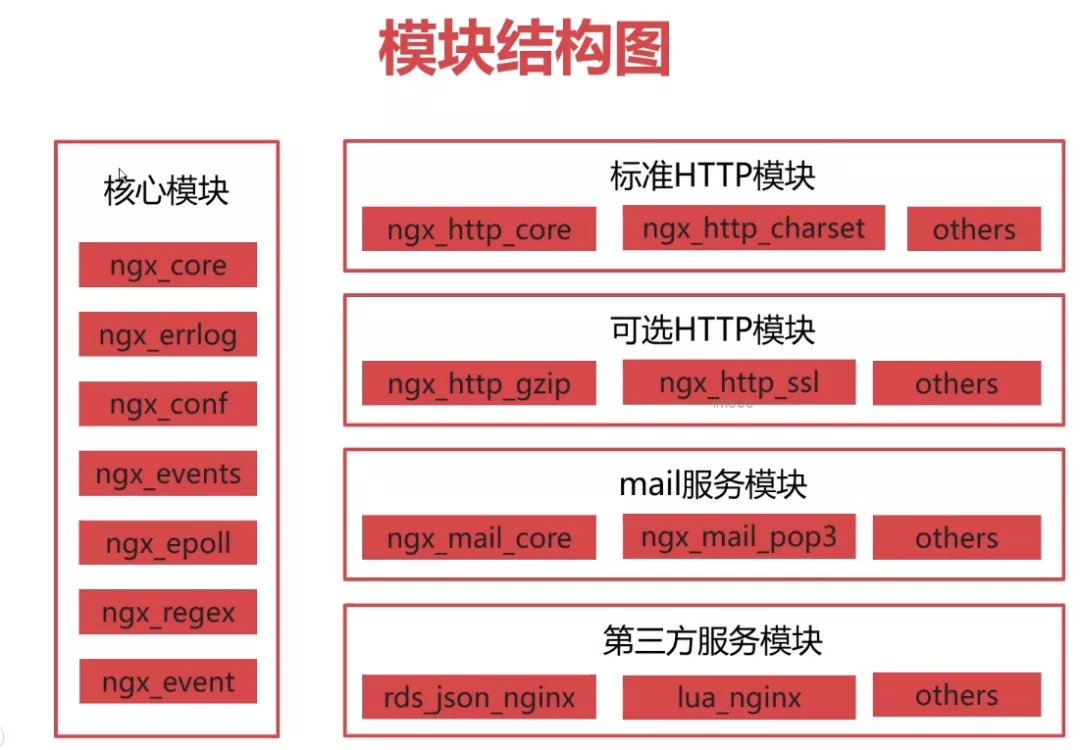 模块结构图
核心模块
ngx_core
ngx_errlog
ngx_conf
ngx_events
ngx_epoll
ngx_regex
ngx_event
标准HTTP模块
ngx_http_core ngx_http_charset others
可选HTTP模块
ngx_http_gzip ngx_http_ssl others
mail服务模块
ngx_mail_core ngx_mail_pop3 others
第三方服务模块
rds_json_nginx lua_nginx others